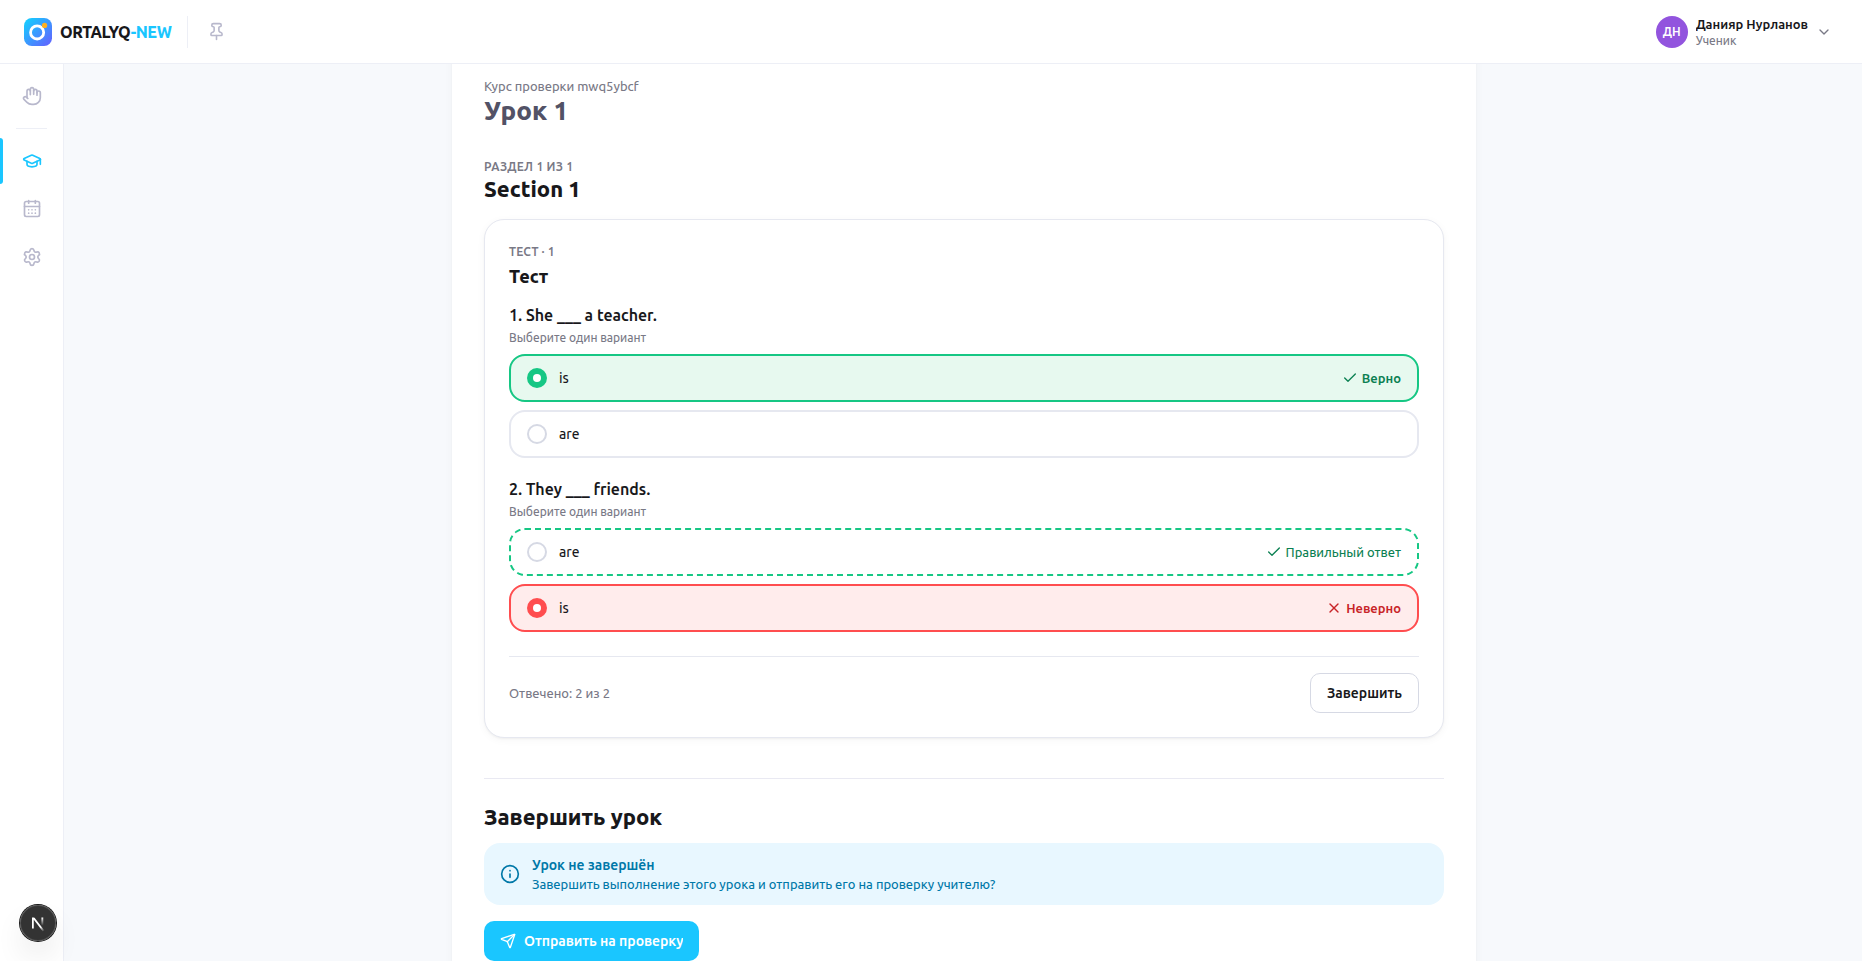 ORTALYQ-NEW
ДН
Данияр Нурланов
Ученик
Курс проверки mwq5ybcf
Урок 1
РАЗДЕЛ 1 ИЗ 1
Section 1
ТЕСТ · 1
Тест
1. She ___ a teacher.
Выберите один вариант
is
Верно
are
2. They ___ friends.
Выберите один вариант
are
Правильный ответ
is
Неверно
Отвечено: 2 из 2
Завершить
Завершить урок
Урок не завершён
Завершить выполнение этого урока и отправить его на проверку учителю?
N
Отправить на проверку